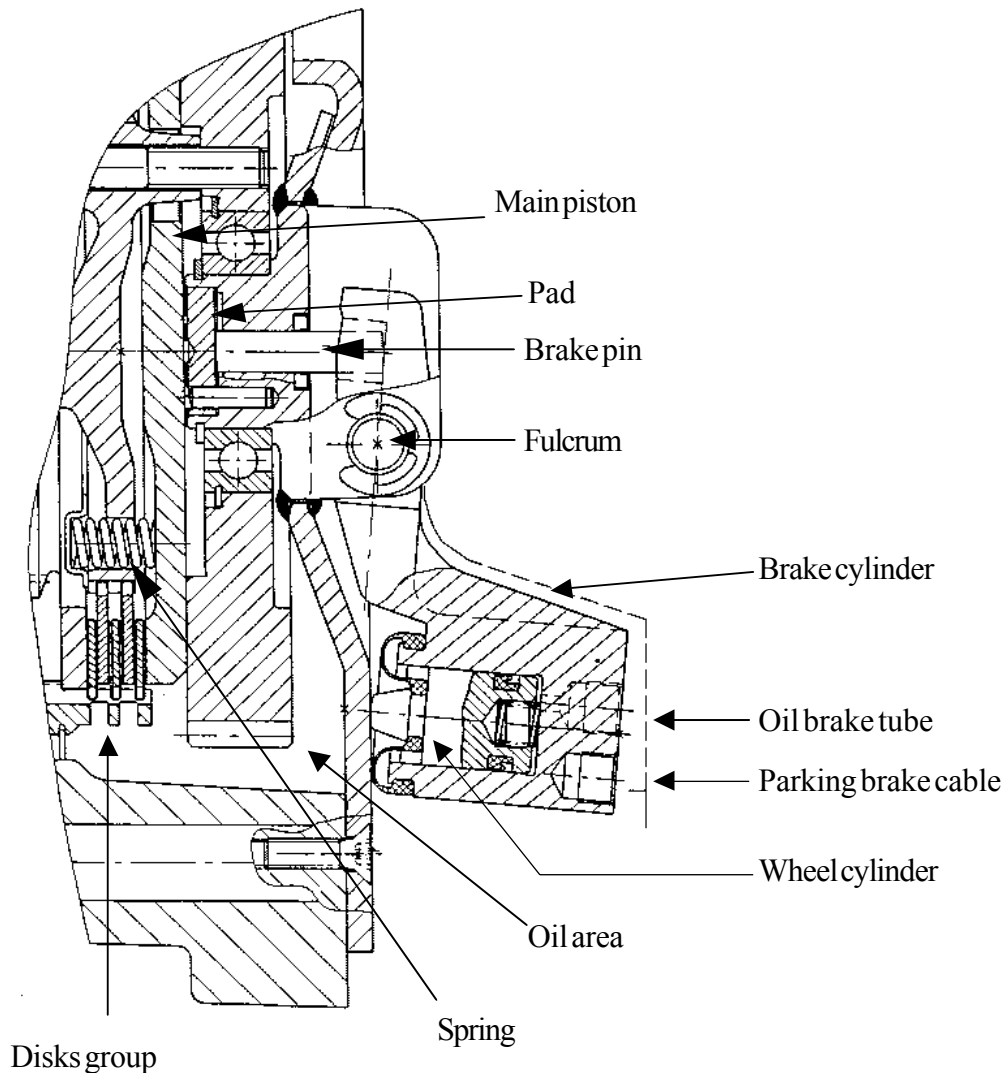 Main piston
Pad
Brake pin
Fulcrum
Brake cylinder
Oil brake tube
Parking brake cable
Wheel cylinder
Oil area
Spring
Disks group